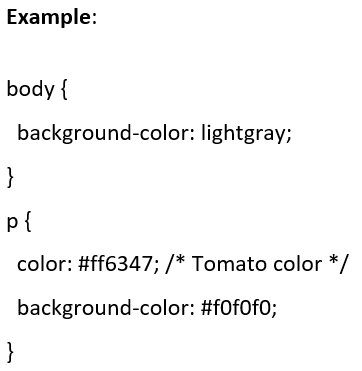 Example:
body {
  background-color: lightgray;
}
p {
  color: #ff6347; /* Tomato color */
  background-color: #f0f0f0;
}